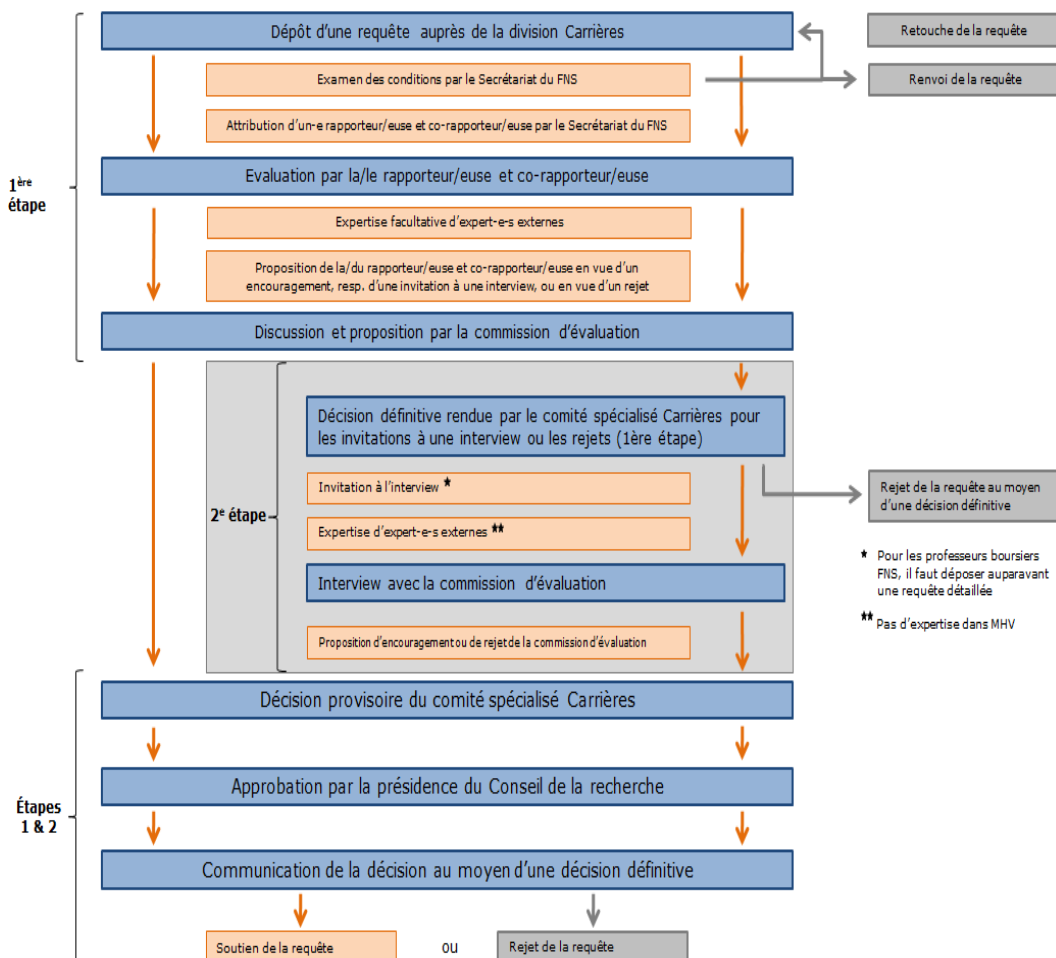 Dépôt d'une requête auprès de la division Carrières
Retouche de la requête
Examen des conditions par le Secrétariat du FNS
Renvoi de la requête
Attribution d'un-e rapporteur/euse et co-rapporteur/euse par le Secrétariat du FNS
1ère
étape
Evaluation par la/le rapporteur/euse et co-rapporteur/euse
Expertise facultative d'expert-e-s externes
Proposition de la/du rapporteur/euse et co-rapporteur/euse en vue d'un
encouragement, resp. d'une invitation à une interview, ou en vue d'un rejet
Discussion et proposition par la commission d'évaluation
2e étape
Décision définitive rendue par le comité spécialisé Carrières pour
les invitations à une interview ou les rejets (1ère étape)
Invitation à l'interview *
Rejet de la requête au moyen
d'une décision définitive
Expertise d'expert-e-s externes **
* Pour les professeurs boursiers
FNS, il faut déposer auparavant
une requête détaillée
** Pas d'expertise dans MHV
Interview avec la commission d'évaluation
Proposition d'encouragement ou de rejet de la commission d'évaluation
Décision provisoire du comité spécialisé Carrières
Étapes
1 & 2
Approbation par la présidence du Conseil de la recherche
Communication de la décision au moyen d'une décision définitive
Soutien de la requête
ou
Rejet de la requête